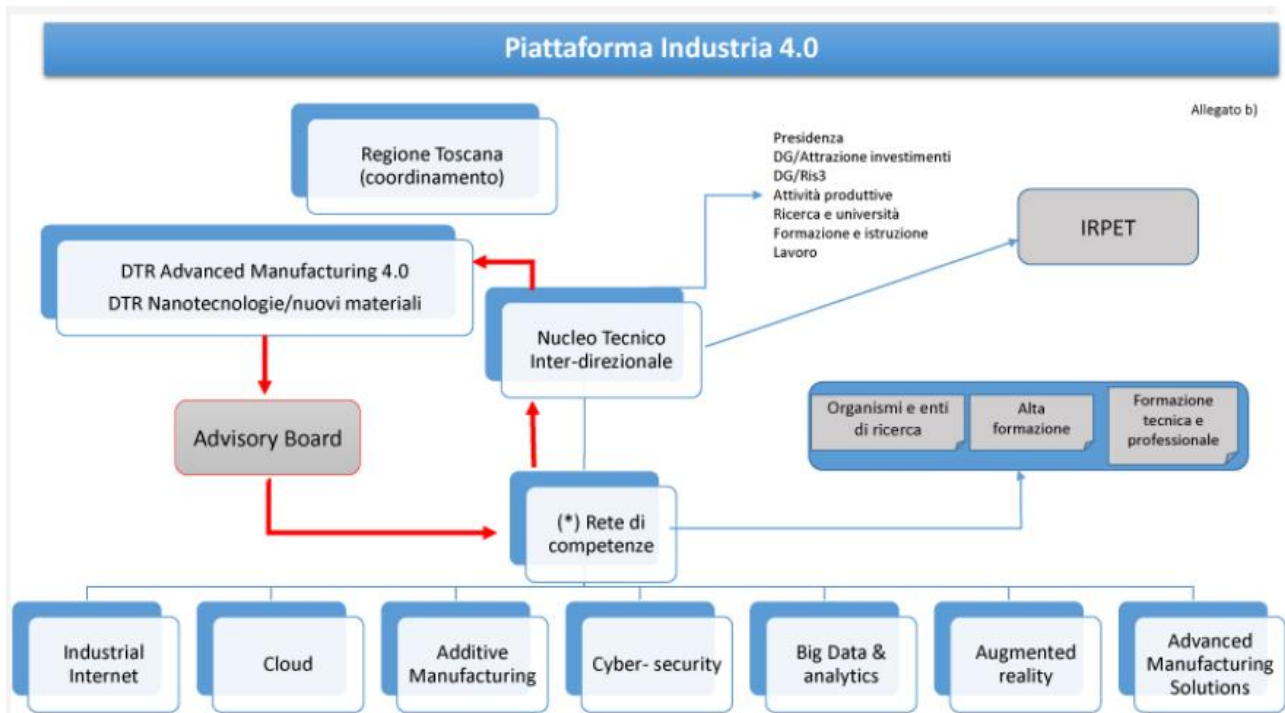 Piattaforma Industria 4.0
Allegato b)
Regione Toscana
(coordinamento)
Presidenza
DG/Attrazione investimenti
DG/Ris3
Attività produttive
Ricerca e università
Formazione e istruzione
Lavoro
IRPET
DTR Advanced Manufacturing 4.0
DTR Nanotecnologie/nuovi materiali
Nucleo Tecnico
Inter-direzionale
Advisory Board
Organismi e enti
di ricerca
Alta
formazione
Formazione
tecnica e
professionale
(*) Rete di
competenze
Industrial
Internet
Cloud
Additive
Manufacturing
Cyber- security
Big Data &
analytics
Augmented
reality
Advanced
Manufacturing
Solutions